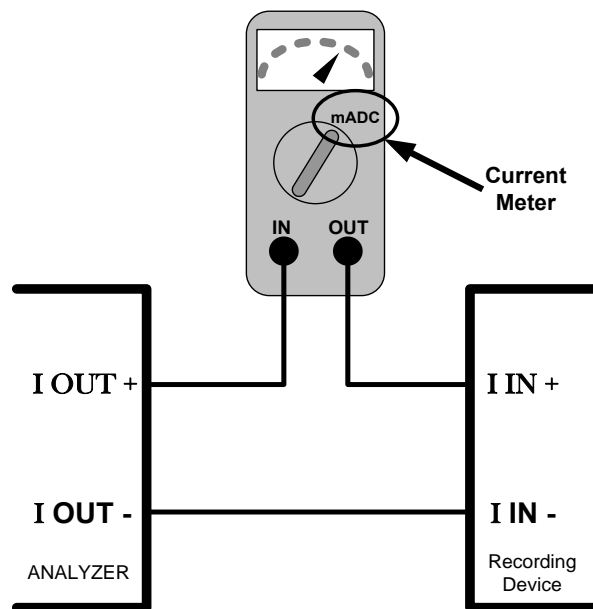 mADC
Current
Meter
IN OUT
I OUT + I IN +
I OUT - I IN -
ANALYZER
Recording
Device